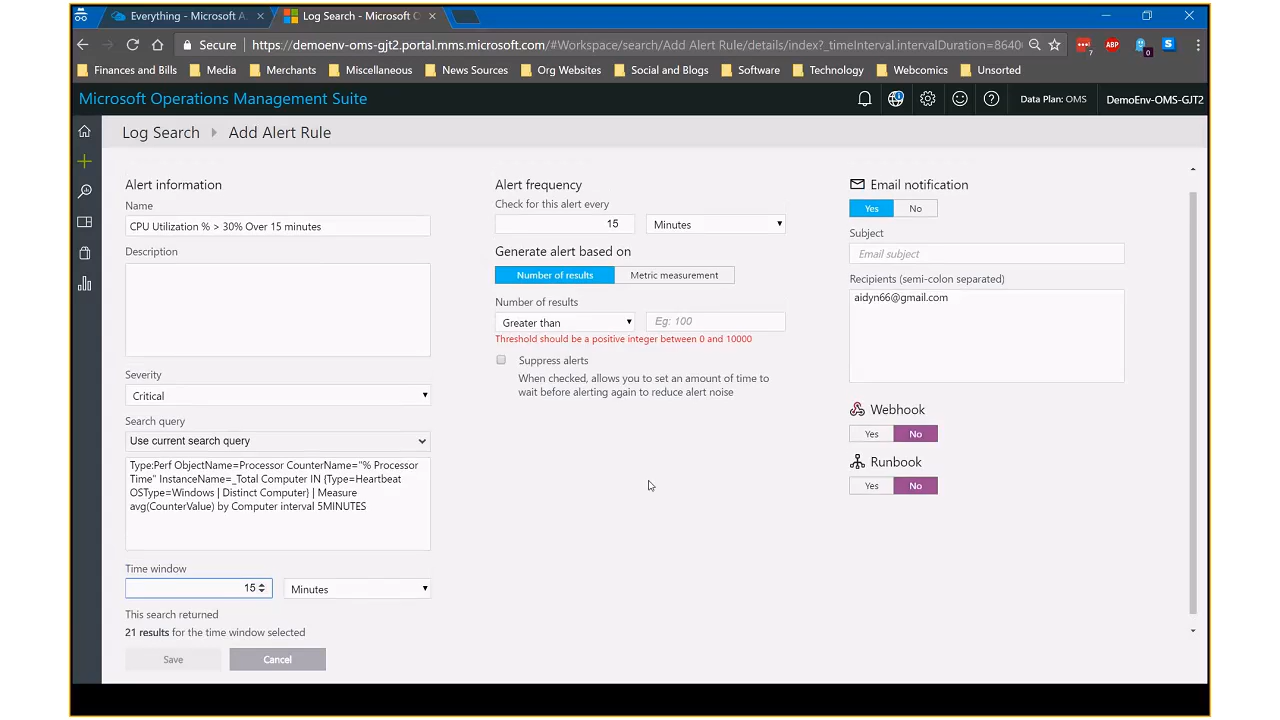 Everything - Microsoft A
Log Search - Microsoft C
Secure
https://demoenv-oms-gjt2.portal.mms.microsoft.com/#Workspace/search/Add Alert Rule/details/index?_timeInterval.intervalDuration=8640
7
ABP
0
S
Finances and Bills
Media
Merchants
Miscellaneous
News Sources
Org Websites
Social and Blogs
Software
Technology
Webcomics
Unsorted
Microsoft Operations Management Suite
Data Plan: OMS
DemoEnv-OMS-GJT2
Log Search
Add Alert Rule
Alert information
Name
CPU Utilization % > 30% Over 15 minutes
Description
Severity
Critical
Search query
Use current search query
Type:Perf ObjectName=Processor CounterName="% Processor
Time" InstanceName=_Total Computer IN {Type=Heartbeat
OSType=Windows | Distinct Computer} | Measure
avg(CounterValue) by Computer interval 5MINUTES
Time window
15
Minutes
This search returned
21 results for the time window selected
Save
Cancel
Alert frequency
Check for this alert every
15
Minutes
Generate alert based on
Number of results
Metric measurement
Number of results
Greater than
Eg: 100
Threshold should be a positive integer between 0 and 10000
Suppress alerts
When checked, allows you to set an amount of time to
wait before alerting again to reduce alert noise
Email notification
Yes
No
Subject
Email subject
Recipients (semi-colon separated)
aidyn66@gmail.com
Webhook
Yes
No
Runbook
Yes
No